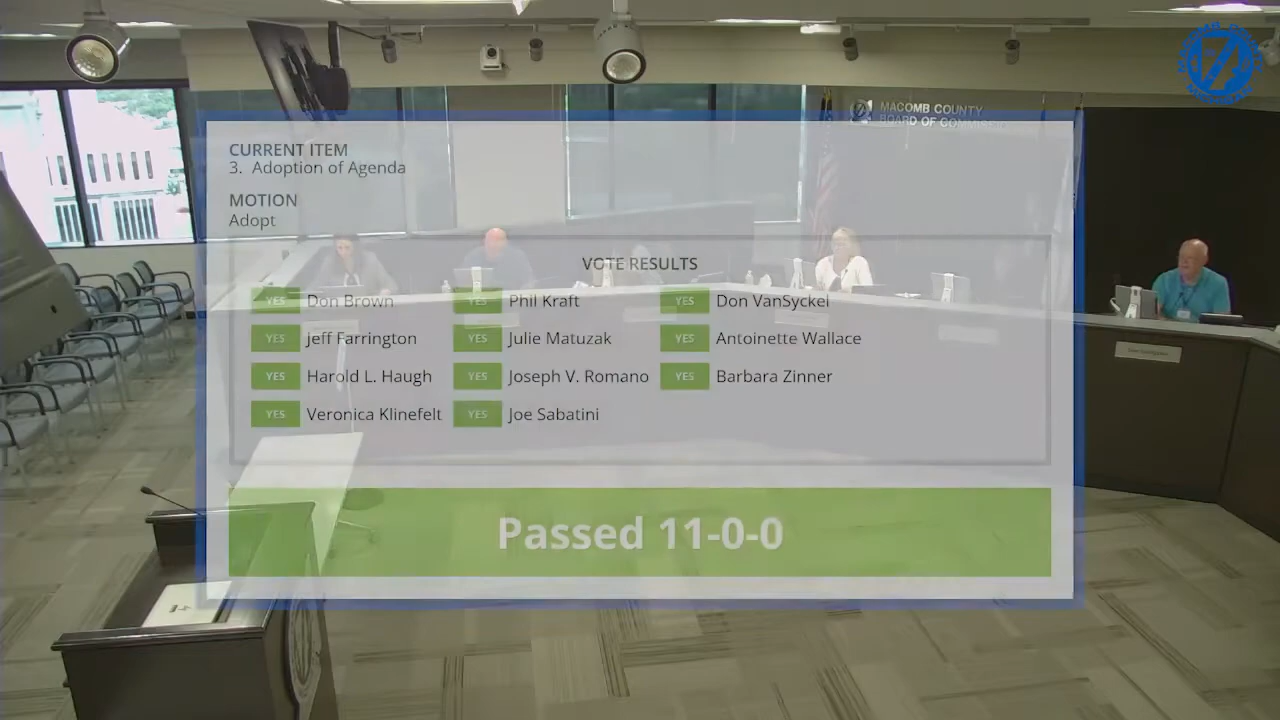 MACOMB COUNTY
BOARD OF
CURRENT ITEM
3. Adoption of Agenda
MOTION
Adopt
VOTE RESULTS
YES Don Brown YES Phil Kraft YES Don VanSyckel
YES Jeff Farrington YES Julie Matuzak YES Antoinette Wallace
YES Harold L. Haugh YES Joseph V. Romano YES Barbara Zinner
YES Veronica Klinefelt YES Joe Sabatini
Passed 11-0-0